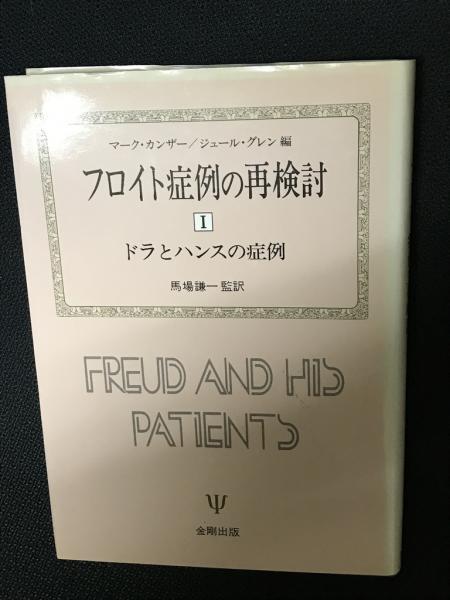 マーク・カンザー／ジュール・グレン 編
フロイト症例の再検討
I
ドラとハンスの症例
馬場謙一 監訳
FREUD AND HIS
PATIENTS
Ψ
金剛出版